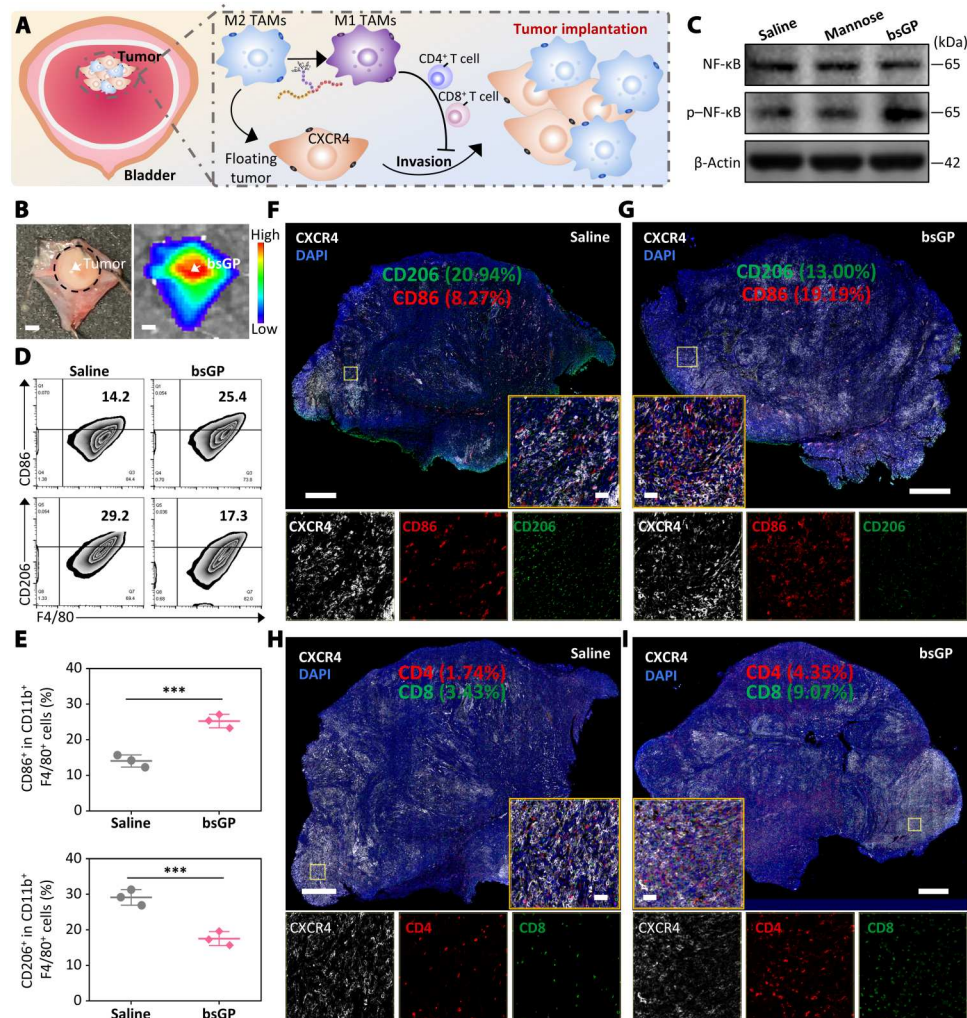 A
M2 TAMs
M1 TAMs
Tumor implantation
Tumor
CD4⁺ T cell
CD8⁺ T cell
CXCR4
Floating
tumor
Invasion
Bladder
C
Saline
Mannose
bsGP
(kDa)
NF-κB
65
p–NF-κB
65
β-Actin
42
B
Tumor
bsGP
High
Low
D
Saline
bsGP
CD86
14.2
25.4
CD206
29.2
17.3
F4/80
E
CD86⁺ in CD11b⁺
F4/80⁺ cells (%)
40
30
20
10
0
***
Saline
bsGP
CD206⁺ in CD11b⁺
F4/80⁺ cells (%)
40
30
20
10
0
***
Saline
bsGP
F
CXCR4
DAPI
Saline
CD206 (20.94%)
CD86 (8.27%)
CXCR4
CD86
CD206
G
CXCR4
DAPI
bsGP
CD206 (13.00%)
CD86 (19.19%)
CXCR4
CD86
CD206
H
CXCR4
DAPI
Saline
CD4 (1.74%)
CD8 (3.43%)
CXCR4
CD4
CD8
I
CXCR4
DAPI
bsGP
CD4 (4.35%)
CD8 (9.07%)
CXCR4
CD4
CD8